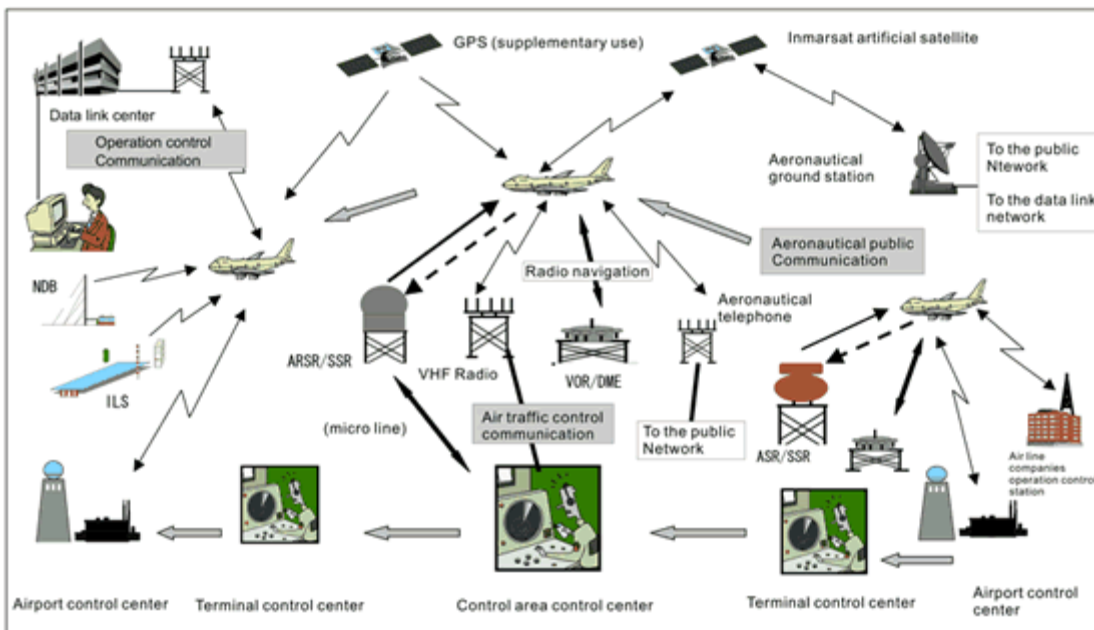 GPS (supplementary use)
Inmarsat artificial satellite
Data link center
Operation control
Communication
Aeronautical
ground station
To the public
Ntework
To the data link
network
Aeronautical public
Communication
NDB
Radio navigation
Aeronautical
telephone
ARSR/SSR
VHF Radio
VOR/DME
ILS
(micro line)
Air traffic control
communication
To the public
Network
ASR/SSR
Air line
companies
operation control
station
Airport control center
Terminal control center
Control area control center
Terminal control center
Airport control
center